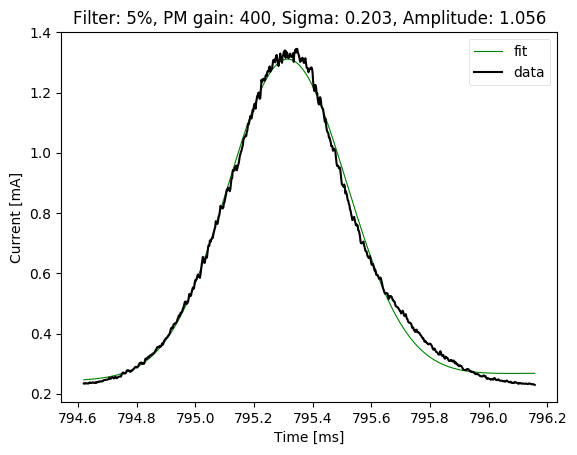 Filter: 5%, PM gain: 400, Sigma: 0.203, Amplitude: 1.056
1.4
1.2
1.0
0.8
0.6
0.4
0.2
Current [mA]
fit
data
794.6 794.8 795.0 795.2 795.4 795.6 795.8 796.0 796.2
Time [ms]